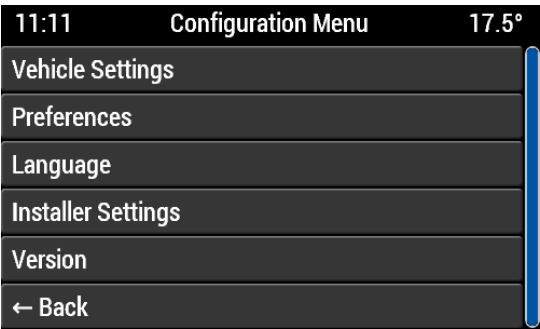 11:11 Configuration Menu 17.5°
Vehicle Settings
Preferences
Language
Installer Settings
Version
← Back